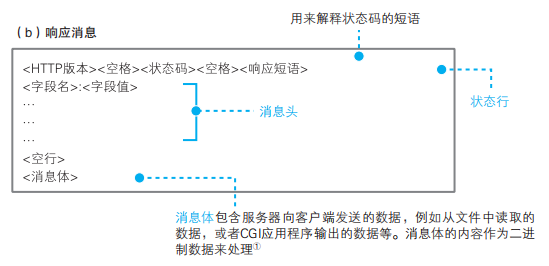 用来解释状态码的短语
(b) 响应消息
<HTTP版本><空格><状态码><空格><响应短语>
<字段名>:<字段值>
…
…
…
消息头
状态行
<空行>
<消息体>
消息体包含服务器向客户端发送的数据，例如从文件中读取的
数据，或者CGI应用程序输出的数据等。消息体的内容作为二进
制数据来处理①